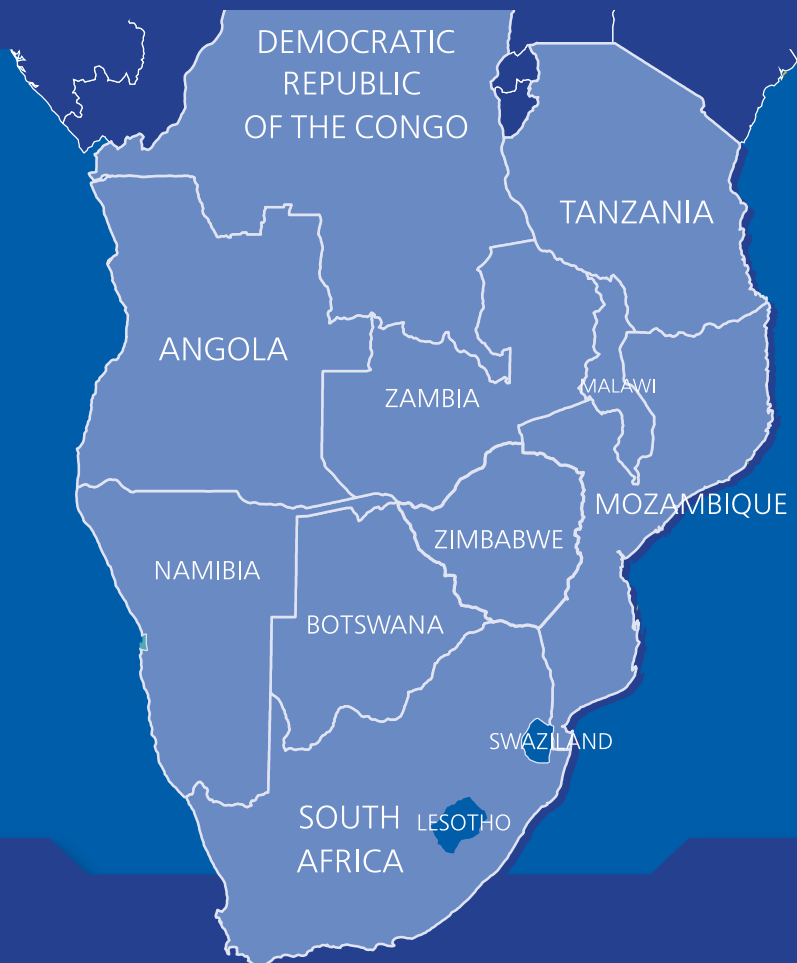 DEMOCRATIC
REPUBLIC
OF THE CONGO
TANZANIA
ANGOLA
ZAMBIA
MALAWI
MOZAMBIQUE
ZIMBABWE
NAMIBIA
BOTSWANA
SWAZILAND
SOUTH
AFRICA
LESOTHO